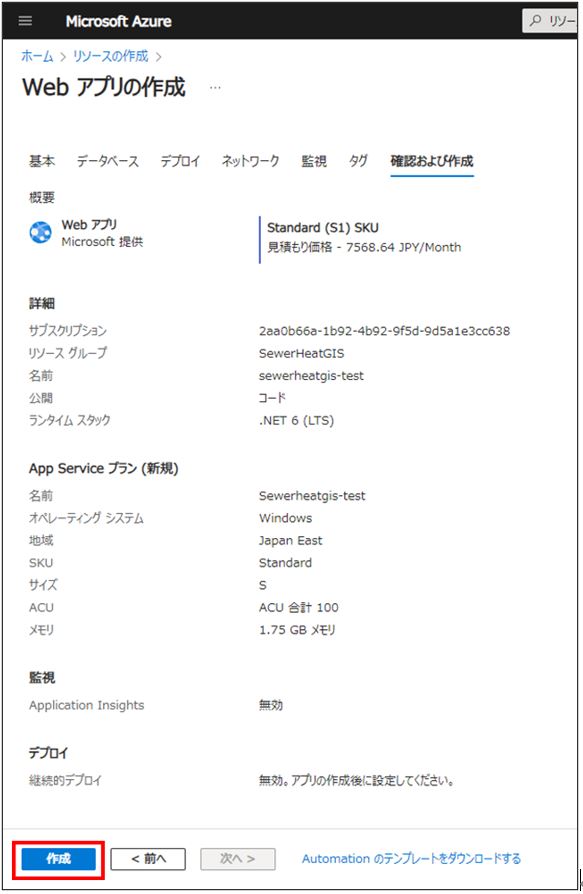 Microsoft Azure
リソー
ホーム > リソースの作成 >
Web アプリの作成 …
基本 データベース デプロイ ネットワーク 監視 タグ 確認および作成
概要
Web アプリ
Microsoft 提供
Standard (S1) SKU
見積もり価格 - 7568.64 JPY/Month
詳細
サブスクリプション 2aa0b66a-1b92-4b92-9f5d-9d5a1e3cc638
リソース グループ SewerHeatGIS
名前 sewerheatgis-test
公開 コード
ランタイム スタック .NET 6 (LTS)
App Service プラン (新規)
名前 Sewerheatgis-test
オペレーティング システム Windows
地域 Japan East
SKU Standard
サイズ S
ACU ACU 合計 100
メモリ 1.75 GB メモリ
監視
Application Insights 無効
デプロイ
継続的デプロイ 無効。アプリの作成後に設定してください。
作成 < 前へ 次へ > Automation のテンプレートをダウンロードする